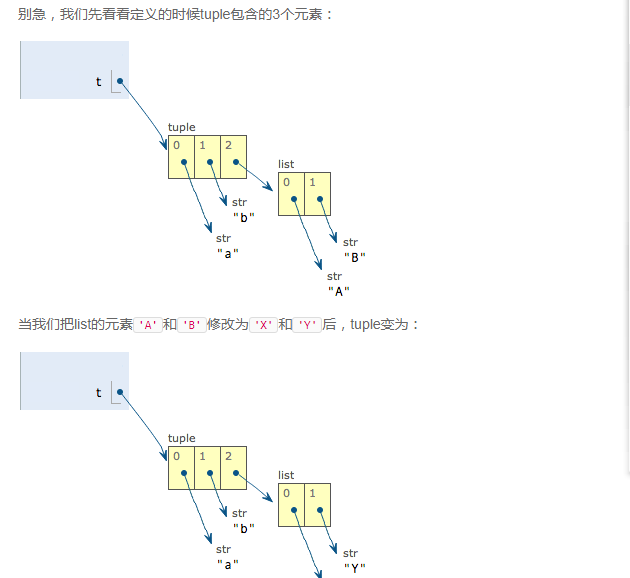 别急，我们先看看定义的时候tuple包含的3个元素：
t
tuple
0 1 2
list
0 1
str
"b"
str
"a"
str
"B"
str
"A"
当我们把list的元素'A'和'B'修改为'X'和'Y'后，tuple变为：
t
tuple
0 1 2
list
0 1
str
"b"
str
"a"
str
"Y"